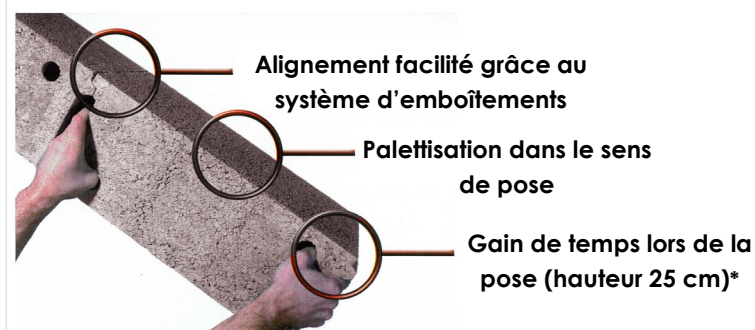 Alignement facilité grâce au
système d'emboîtements
Palettisation dans le sens
de pose
Gain de temps lors de la
pose (hauteur 25 cm)*